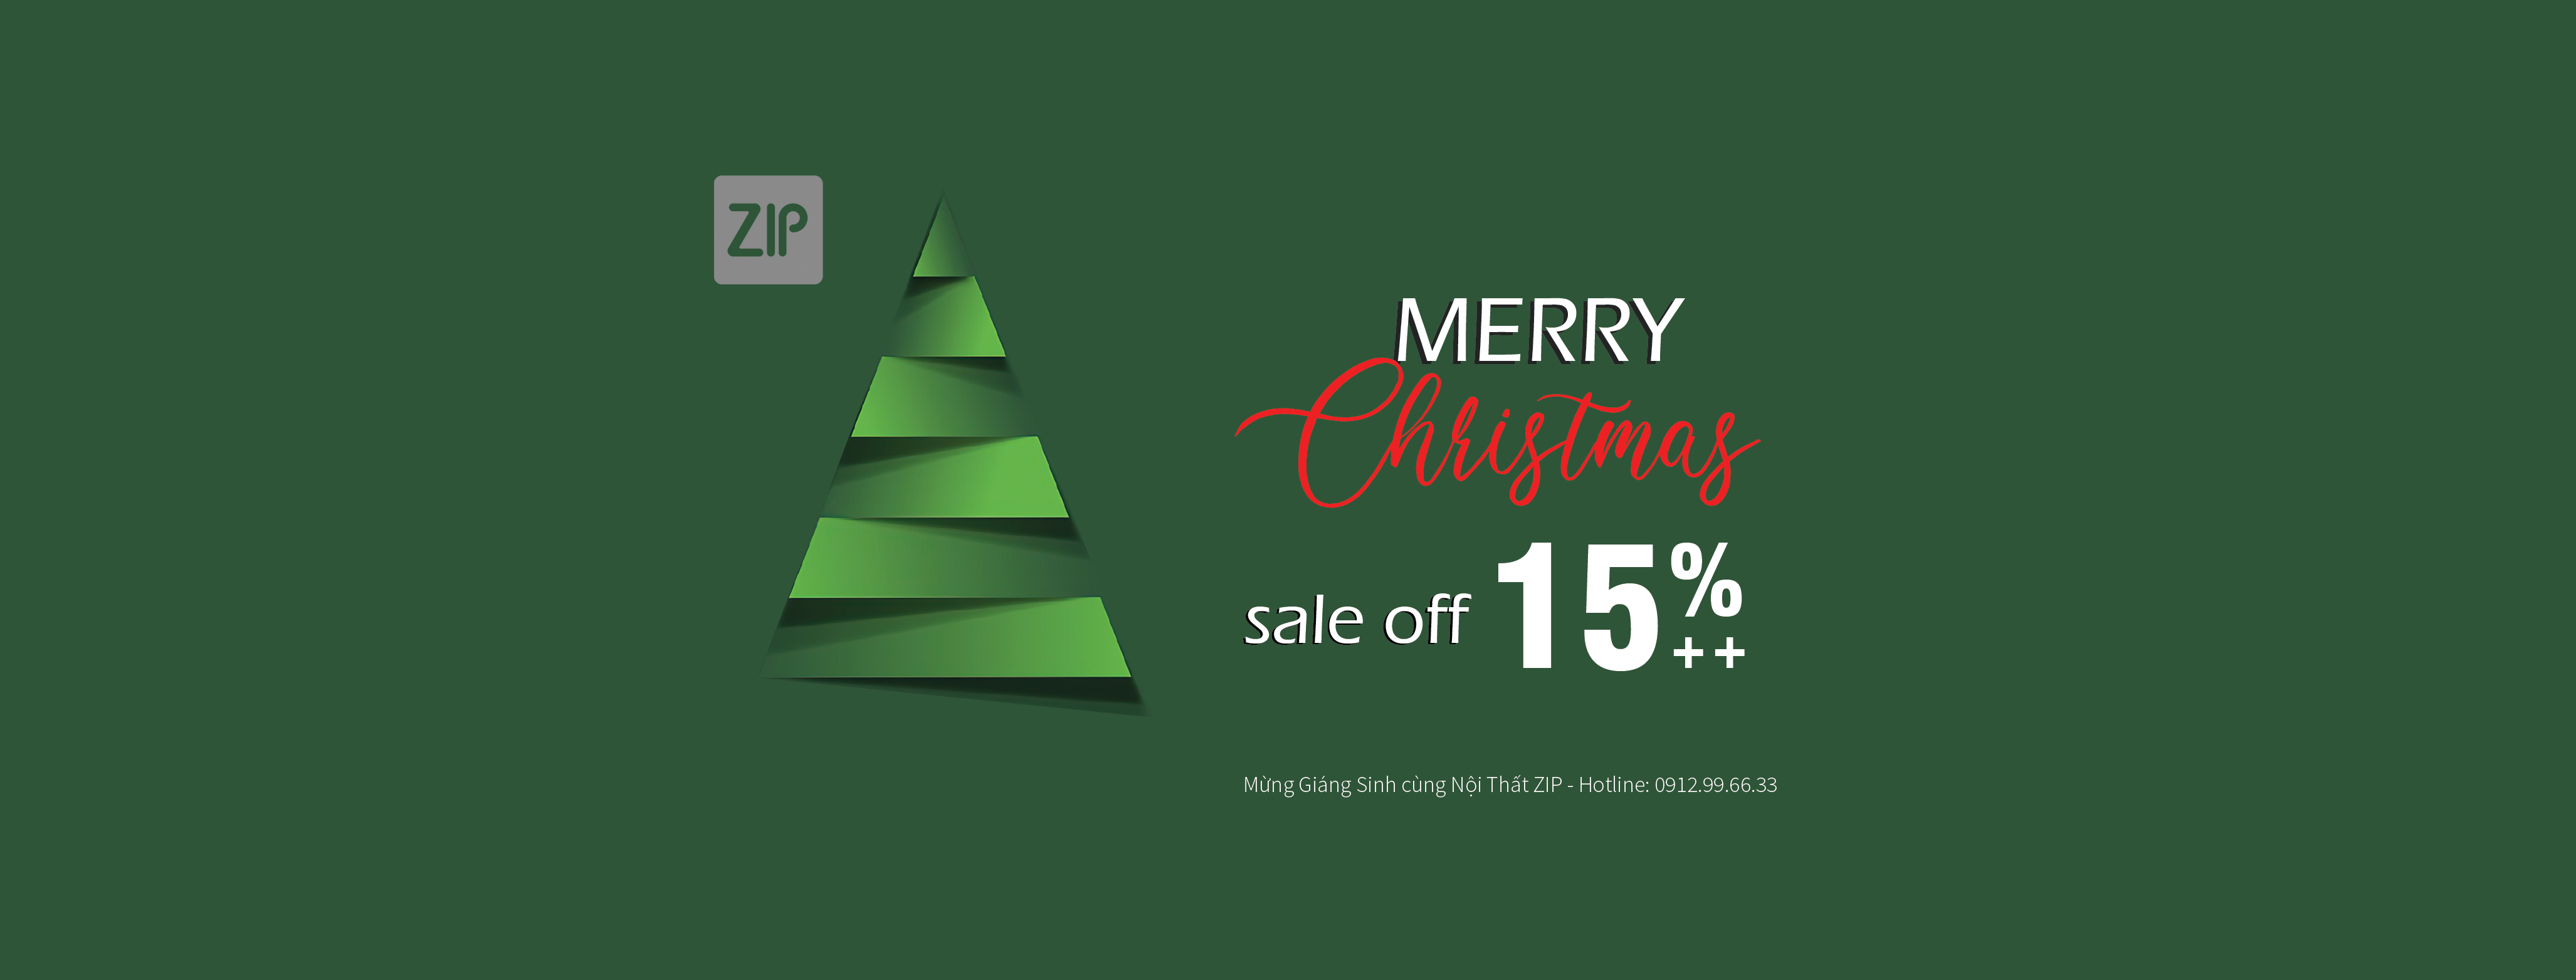 ZIP
MERRY
Christmas
sale off 15%
++
Mừng Giáng Sinh cùng Nội Thất ZIP - Hotline: 0912.99.66.33